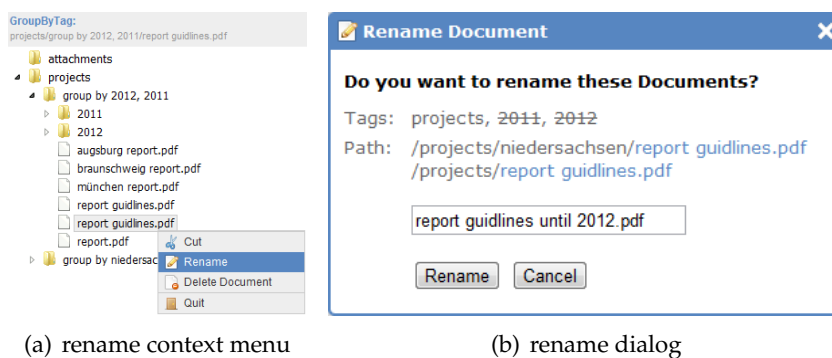 GroupByTag:
projects/group by 2012, 2011/report guidlines.pdf
attachments
projects
group by 2012, 2011
2011
2012
augsburg report.pdf
braunschweig report.pdf
münchen report.pdf
report guidlines.pdf
report guidlines.pdf
report.pdf
group by niedersac
Cut
Rename
Delete Document
Quit
(a) rename context menu
Rename Document
Do you want to rename these Documents?
Tags: projects, 2011, 2012
Path: /projects/niedersachsen/report guidlines.pdf
/projects/report guidlines.pdf
report guidlines until 2012.pdf
Rename Cancel
(b) rename dialog